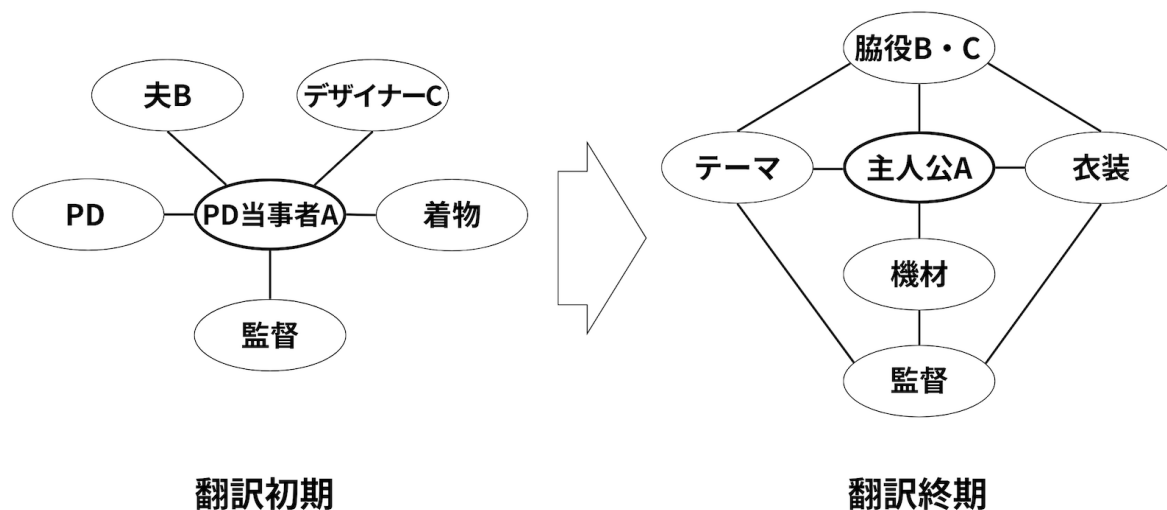 夫B
デザイナーC
PD
PD当事者A
着物
監督
翻訳初期
脇役B・C
テーマ
主人公A
衣装
機材
監督
翻訳終期